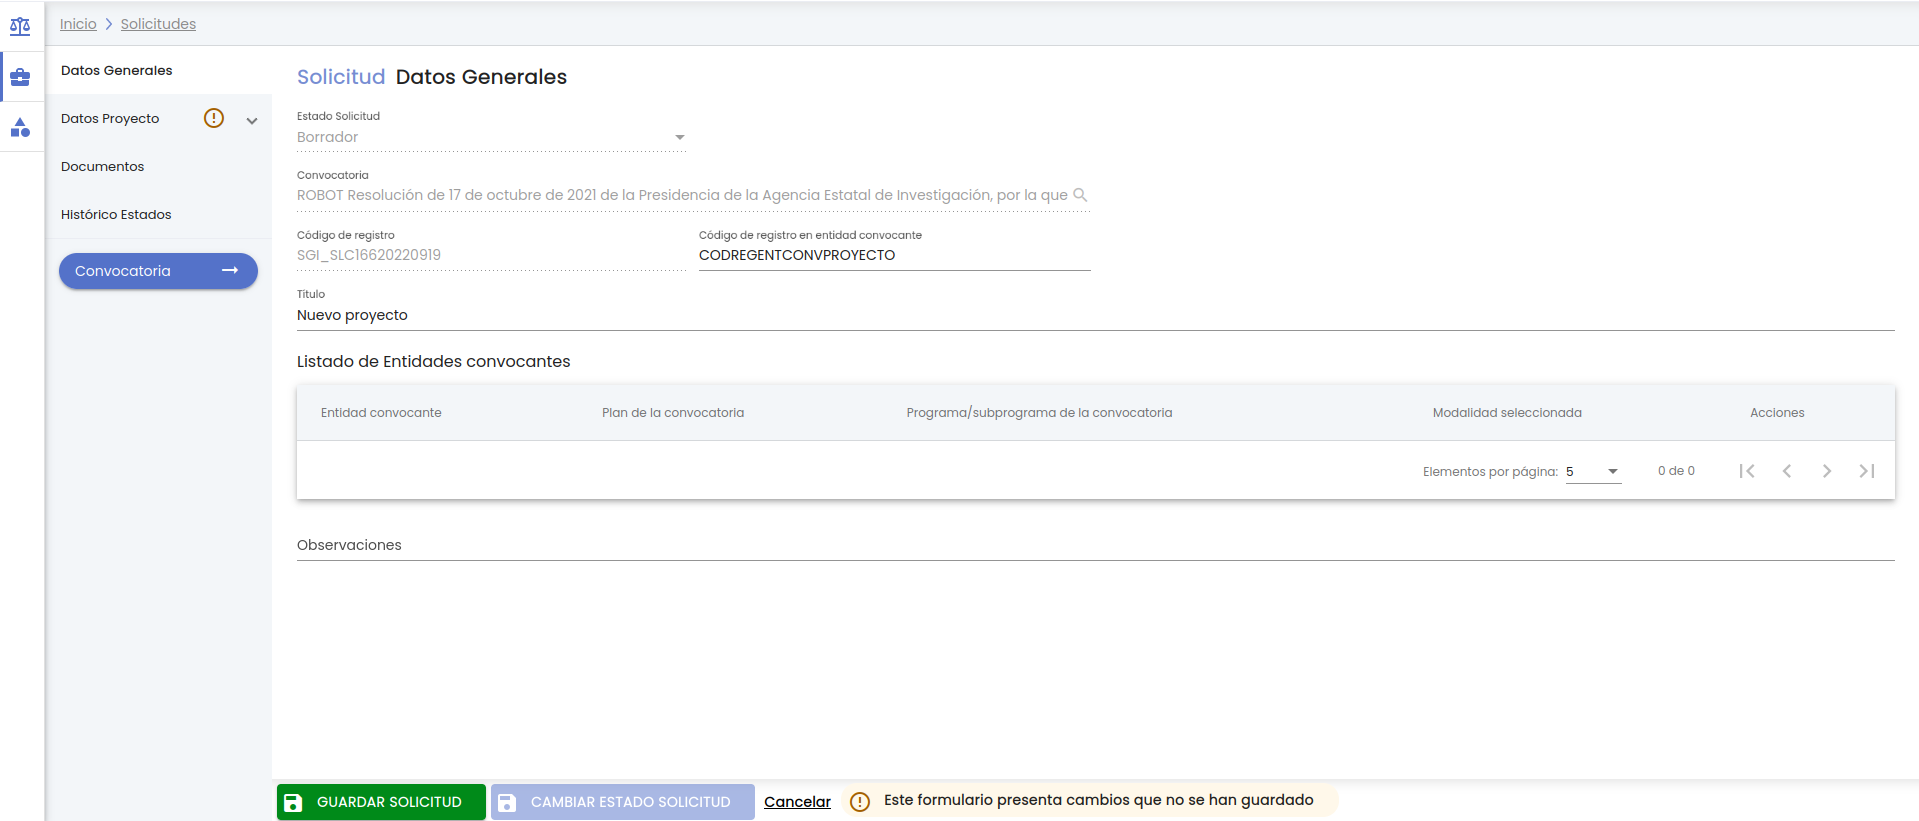 Inicio > Solicitudes
Datos Generales
Datos Proyecto
Documentos
Histórico Estados
Convocatoria
Solicitud Datos Generales
Estado Solicitud
Borrador
Convocatoria
ROBOT Resolución de 17 de octubre de 2021 de la Presidencia de la Agencia Estatal de Investigación, por la que
Código de registro
SGI_SLC16620220919
Código de registro en entidad convocante
CODREGENTCONVPROYECTO
Título
Nuevo proyecto
Listado de Entidades convocantes
Entidad convocante Plan de la convocatoria Programa/subprograma de la convocatoria Modalidad seleccionada Acciones
Elementos por página: 5 0 de 0
Observaciones
GUARDAR SOLICITUD CAMBIAR ESTADO SOLICITUD Cancelar Este formulario presenta cambios que no se han guardado